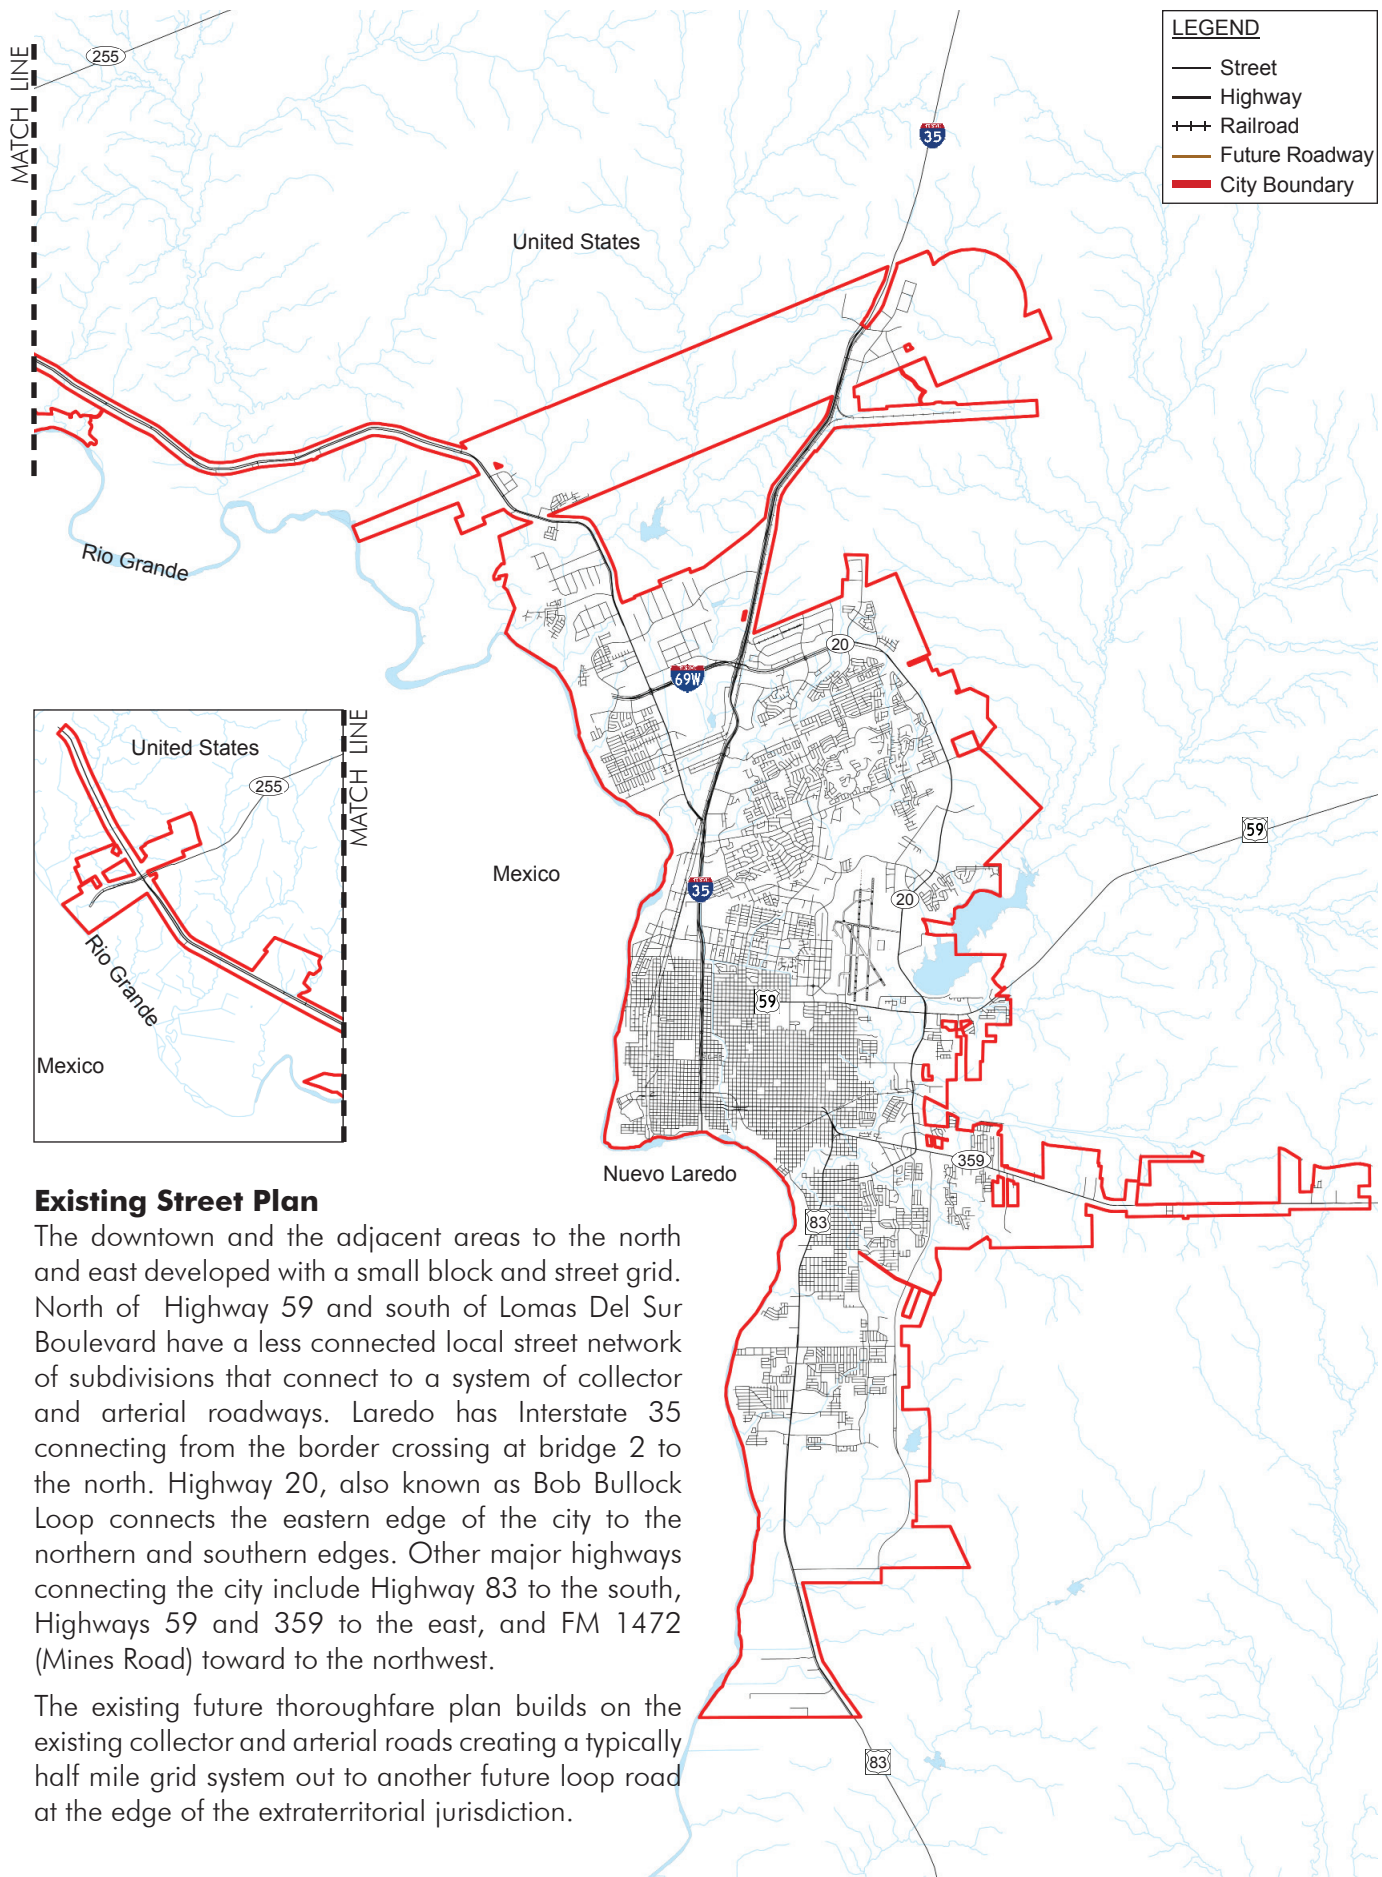 LEGEND
Street
Highway
Railroad
Future Roadway
City Boundary
MATCH LINE
255
35
United States
Rio Grande
20
69W
United States
255
MATCH LINE
59
Mexico
35
20
Rio Grande
59
Mexico
359
Nuevo Laredo
83
Existing Street Plan
The downtown and the adjacent areas to the north
and east developed with a small block and street grid.
North of Highway 59 and south of Lomas Del Sur
Boulevard have a less connected local street network
of subdivisions that connect to a system of collector
and arterial roadways. Laredo has Interstate 35
connecting from the border crossing at bridge 2 to
the north. Highway 20, also known as Bob Bullock
Loop connects the eastern edge of the city to the
northern and southern edges. Other major highways
connecting the city include Highway 83 to the south,
Highways 59 and 359 to the east, and FM 1472
(Mines Road) toward to the northwest.
The existing future thoroughfare plan builds on the
existing collector and arterial roads creating a typically
half mile grid system out to another future loop road
at the edge of the extraterritorial jurisdiction.
83